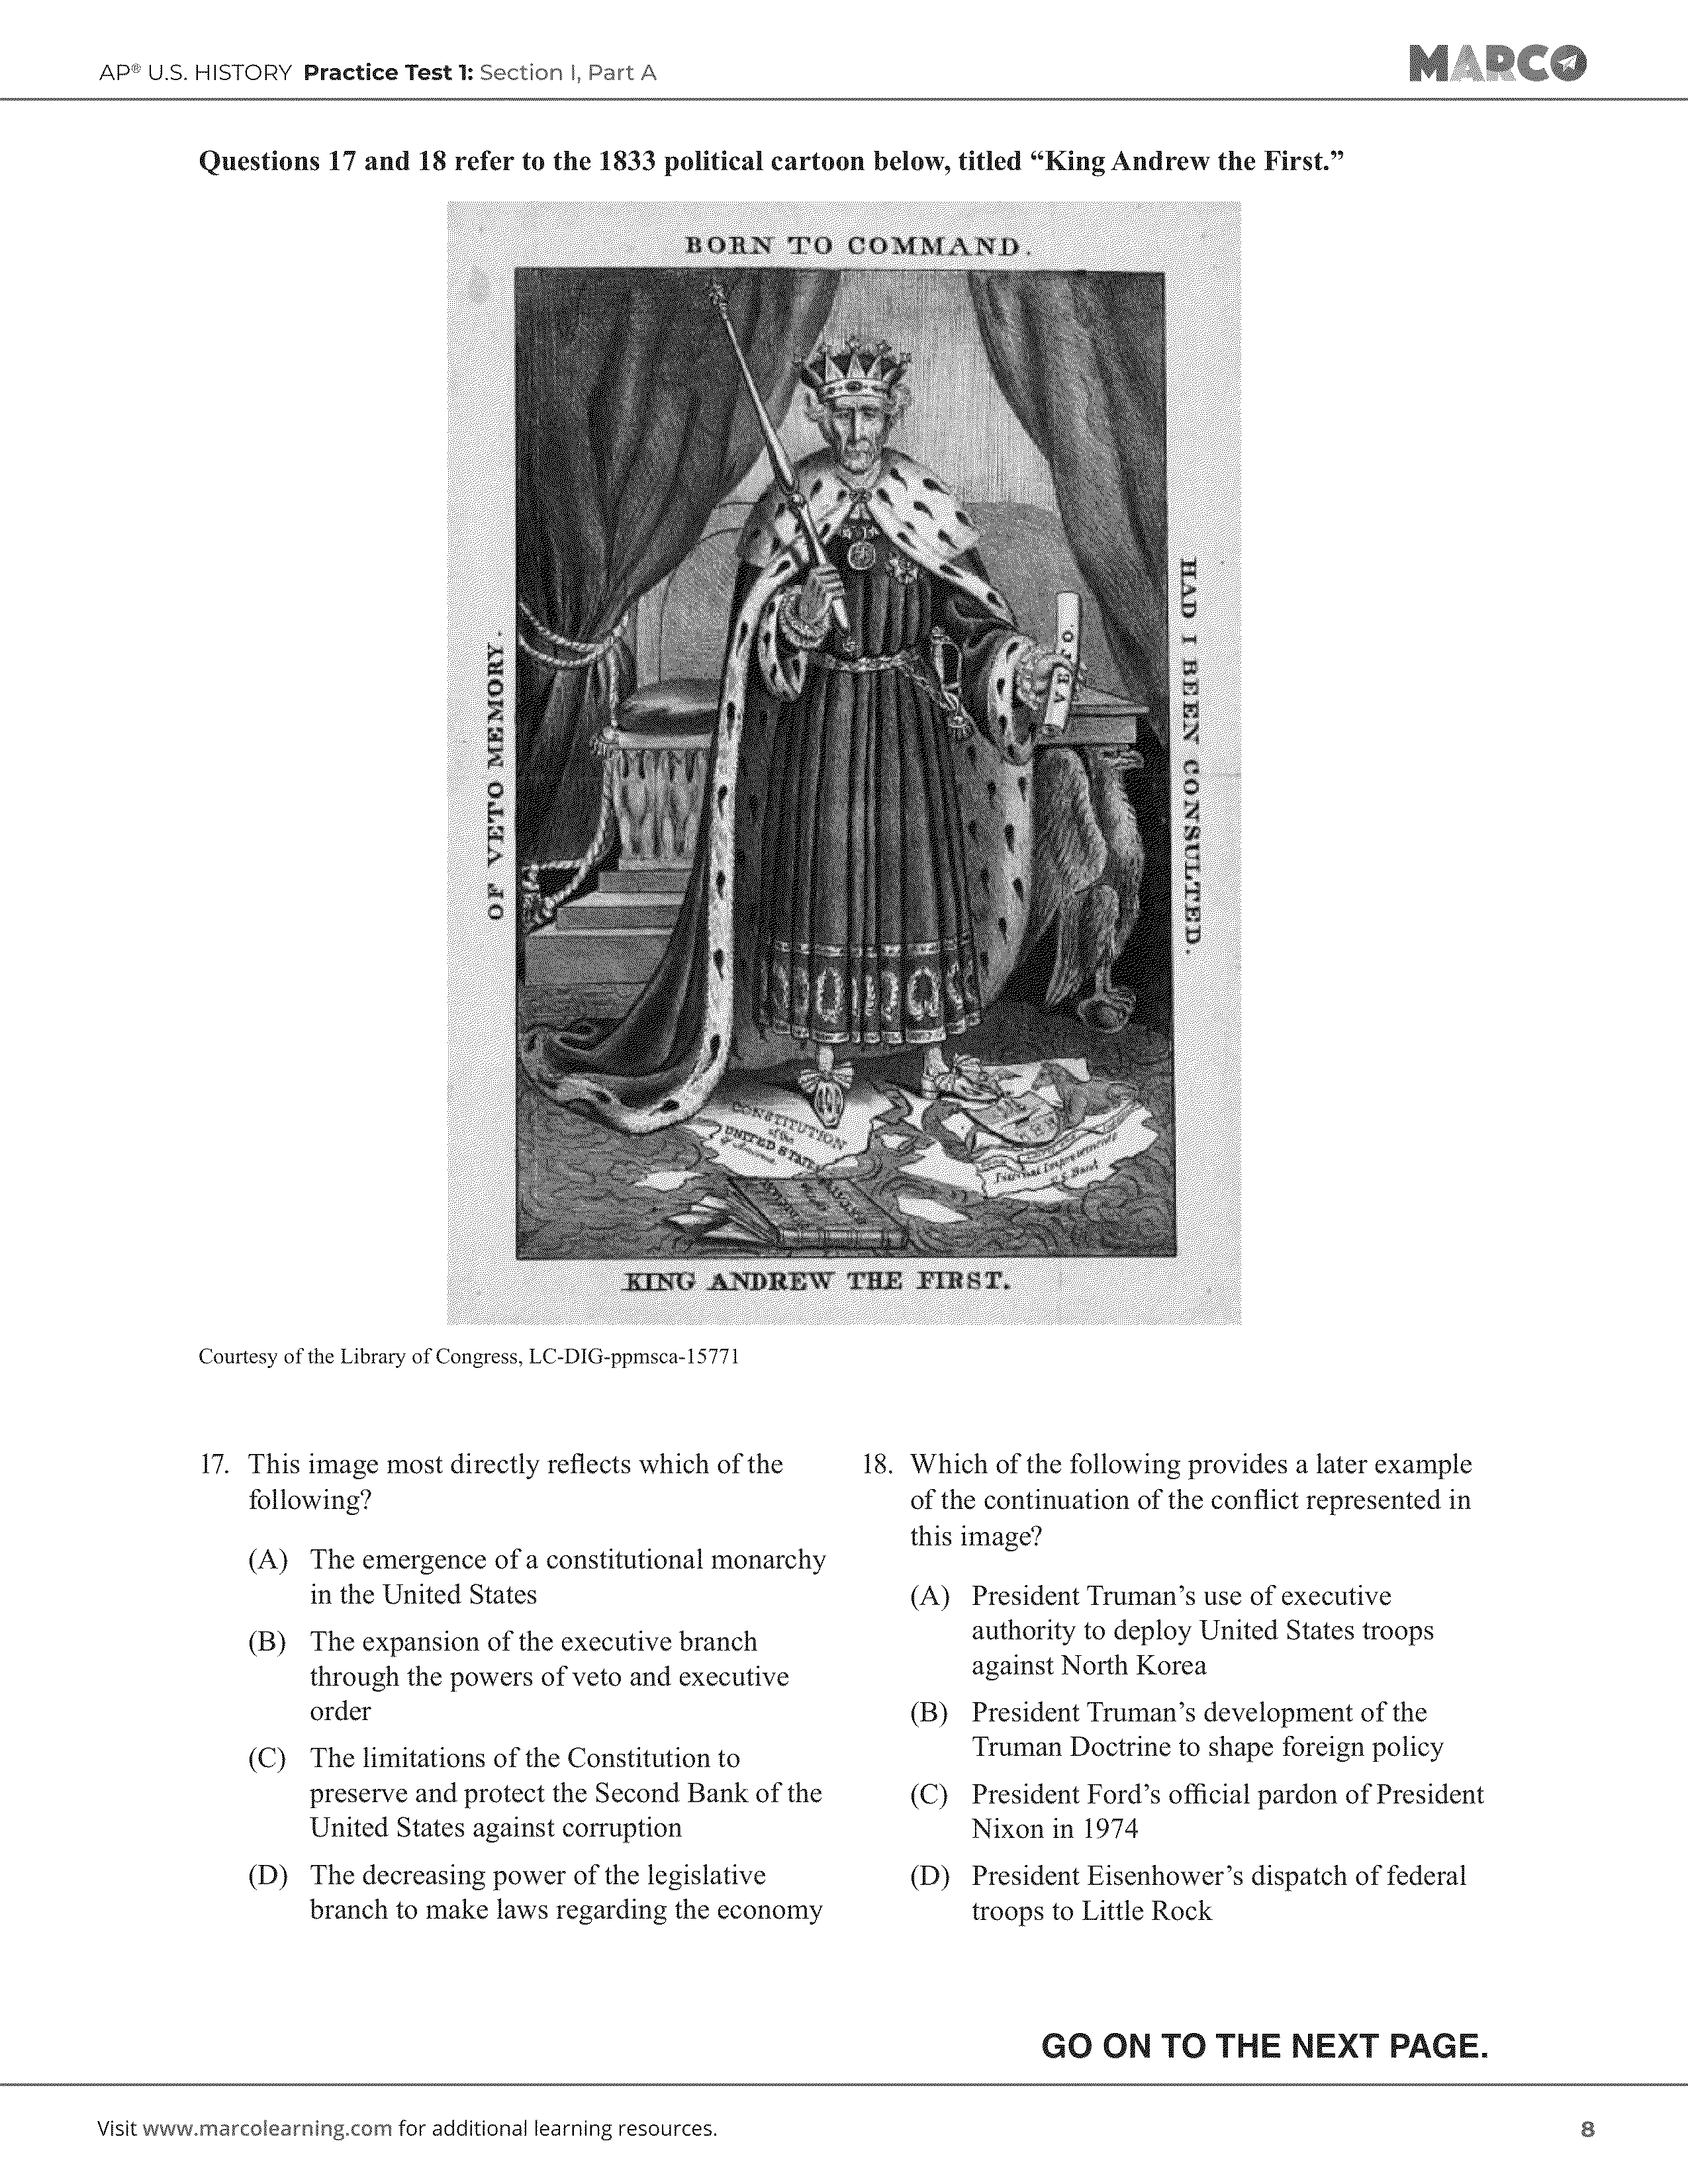 AP® U.S. HISTORY Practice Test 1: Section I, Part A
MARCO
Questions 17 and 18 refer to the 1833 political cartoon below, titled “King Andrew the First.”
BORN TO COMMAND.
OF VETO MEMORY.
HAD I BEEN CONSULTED.
VETO.
CONSTITUTION
of the
UNITED STATES
Internal Improvements
U.S. Bank
KING ANDREW THE FIRST.
Courtesy of the Library of Congress, LC-DIG-ppmsca-15771
17. This image most directly reflects which of the
following?
(A) The emergence of a constitutional monarchy
in the United States
(B) The expansion of the executive branch
through the powers of veto and executive
order
(C) The limitations of the Constitution to
preserve and protect the Second Bank of the
United States against corruption
(D) The decreasing power of the legislative
branch to make laws regarding the economy
18. Which of the following provides a later example
of the continuation of the conflict represented in
this image?
(A) President Truman’s use of executive
authority to deploy United States troops
against North Korea
(B) President Truman’s development of the
Truman Doctrine to shape foreign policy
(C) President Ford’s official pardon of President
Nixon in 1974
(D) President Eisenhower’s dispatch of federal
troops to Little Rock
GO ON TO THE NEXT PAGE.
Visit www.marcolearning.com for additional learning resources.
8